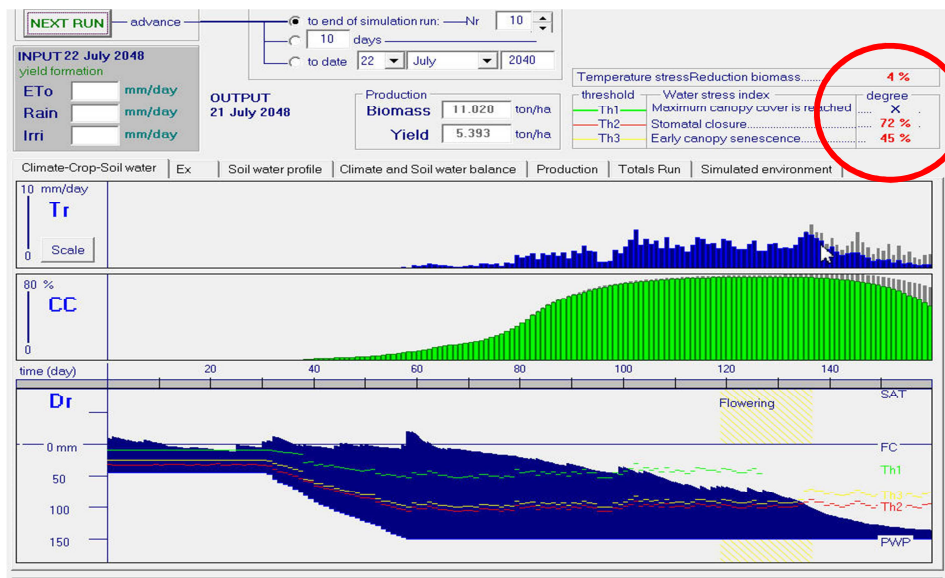 NEXT RUN advance to end of simulation run: Nr 10
10 days
to date 22 July 2040
INPUT 22 July 2048
yield formation
ETo mm/day
Rain mm/day
Irri mm/day
OUTPUT
21 July 2048
Production
Biomass 11.020 ton/ha
Yield 5.393 ton/ha
Temperature stressReduction biomass...... 4 %
threshold Water stress index degree
Th1 Maximum canopy cover is reached .... × .
Th2 Stomatal closure........................... 72 % .
Th3 Early canopy senescence............... 45 %
Climate-Crop-Soil water Ex Soil water profile Climate and Soil water balance Production Totals Run Simulated environment
10 mm/day
Tr
0 Scale
80 %
CC
0
time (day) 20 40 60 80 100 120 140
Dr
SAT
Flowering
0 mm FC
Th1
50
Th3
100 Th2
150 PWP